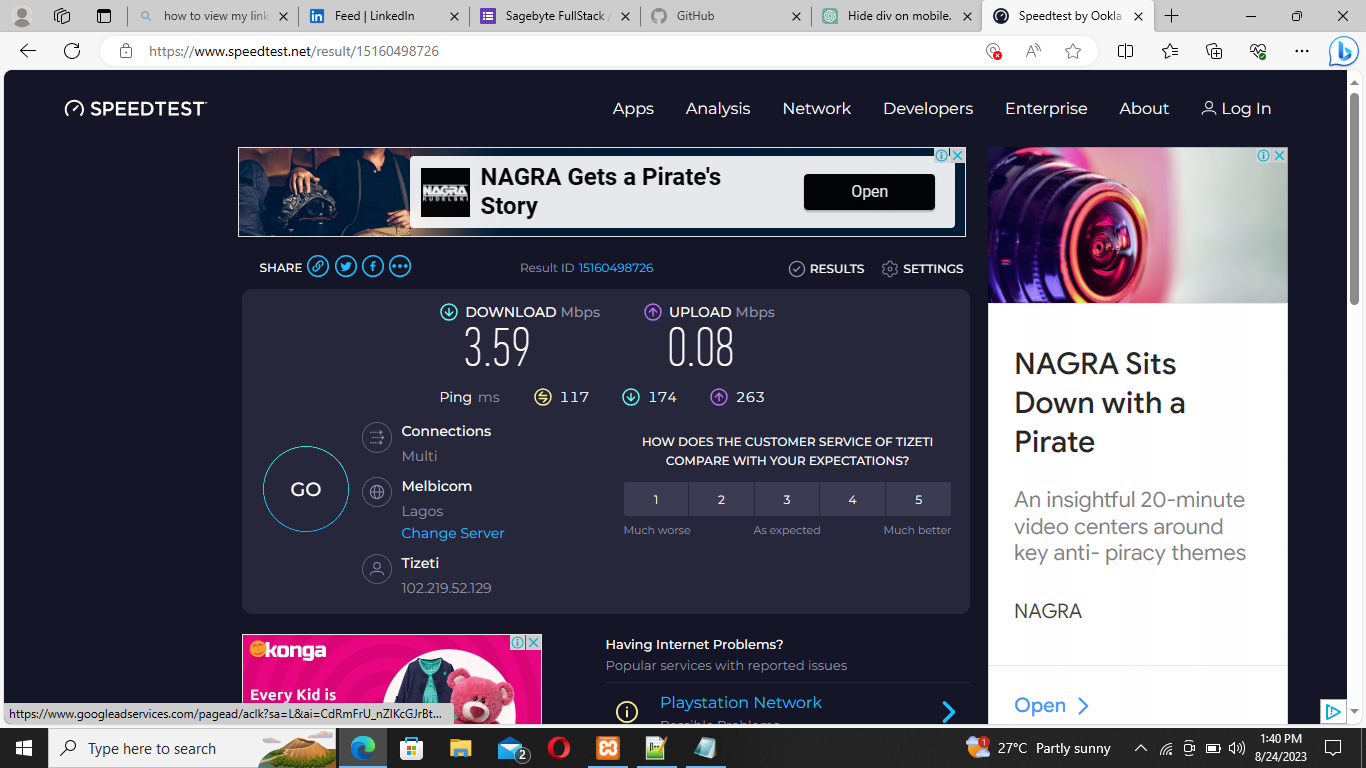 how to view my link
Feed | LinkedIn
Sagebyte FullStack /
GitHub
Hide div on mobile.
Speedtest by Ookla
https://www.speedtest.net/result/15160498726
SPEEDTEST
Apps
Analysis
Network
Developers
Enterprise
About
Log In
NAGRA
KUDELSKI
NAGRA Gets a Pirate's
Story
Open
SHARE
Result ID 15160498726
RESULTS
SETTINGS
DOWNLOAD Mbps
3.59
UPLOAD Mbps
0.08
Ping ms
117
174
263
GO
Connections
Multi
Melbicom
Lagos
Change Server
Tizeti
102.219.52.129
HOW DOES THE CUSTOMER SERVICE OF TIZETI
COMPARE WITH YOUR EXPECTATIONS?
1 2 3 4 5
Much worse As expected Much better
NAGRA Sits
Down with a
Pirate
An insightful 20-minute
video centers around
key anti- piracy themes
NAGRA
Open
konga
Every Kid is
Having Internet Problems?
Popular services with reported issues
Playstation Network
Possible Problems
https://www.googleadservices.com/pagead/aclk?sa=L&ai=CdRmFrU_nZIKcGJrBt...
Type here to search
2
1
27°C Partly sunny
1:40 PM
8/24/2023